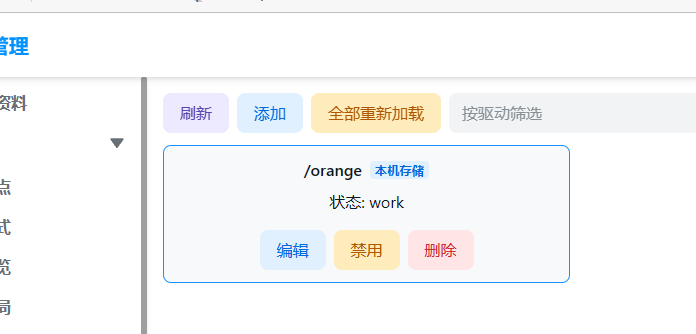 管理
资料
点
式
览
局
刷新 添加 全部重新加载 按驱动筛选
/orange 本机存储
状态: work
编辑 禁用 删除